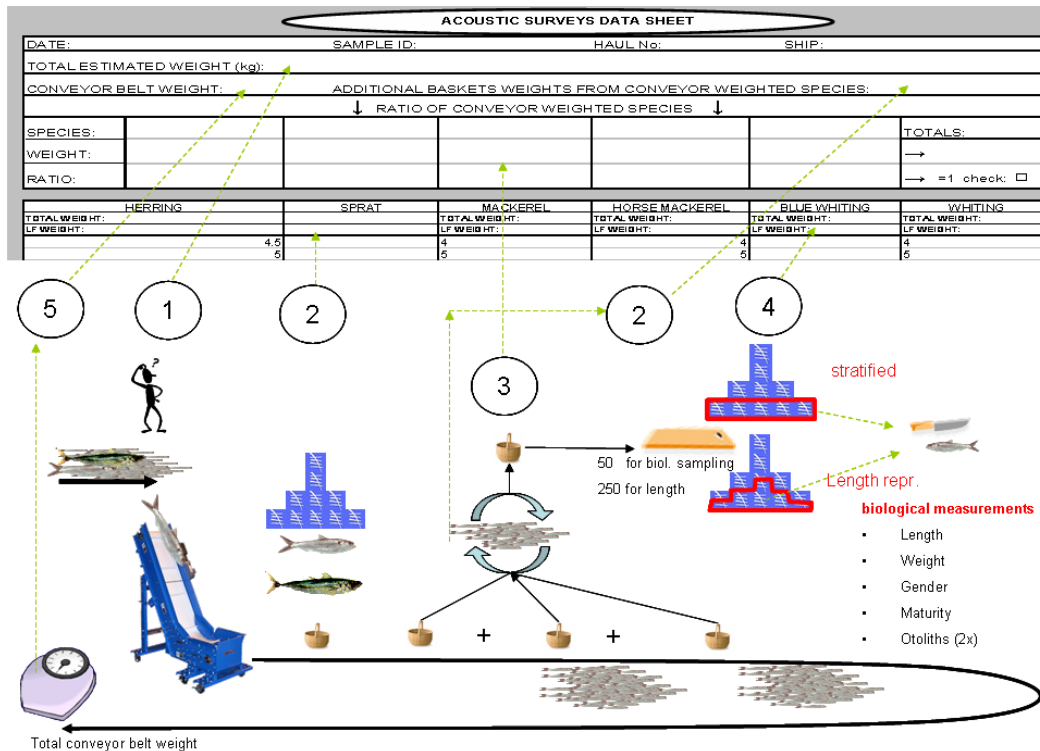 ACOUSTIC SURVEYS DATA SHEET
DATE: SAMPLE ID: HAUL No: SHIP:
TOTAL ESTIMATED WEIGHT (kg):
CONVEYOR BELT WEIGHT: ADDITIONAL BASKETS WEIGHTS FROM CONVEYOR WEIGHTED SPECIES:
↓ RATIO OF CONVEYOR WEIGHTED SPECIES ↓
SPECIES: TOTALS:
WEIGHT: →
RATIO: → =1 check: □
HERRING SPRAT MACKEREL HORSE MACKEREL BLUE WHITING WHITING
TOTAL WEIGHT: TOTAL WEIGHT: TOTAL WEIGHT: TOTAL WEIGHT: TOTAL WEIGHT:
LF WEIGHT: LF WEIGHT: LF WEIGHT: LF WEIGHT: LF WEIGHT:
4.5 4 4 4
5 5 5 5
5 1 2 2 4
3
?
stratified
50 for biol. sampling
250 for length
Length repr.
biological measurements
▪ Length
▪ Weight
▪ Gender
▪ Maturity
▪ Otoliths (2x)
+ +
Total conveyor belt weight